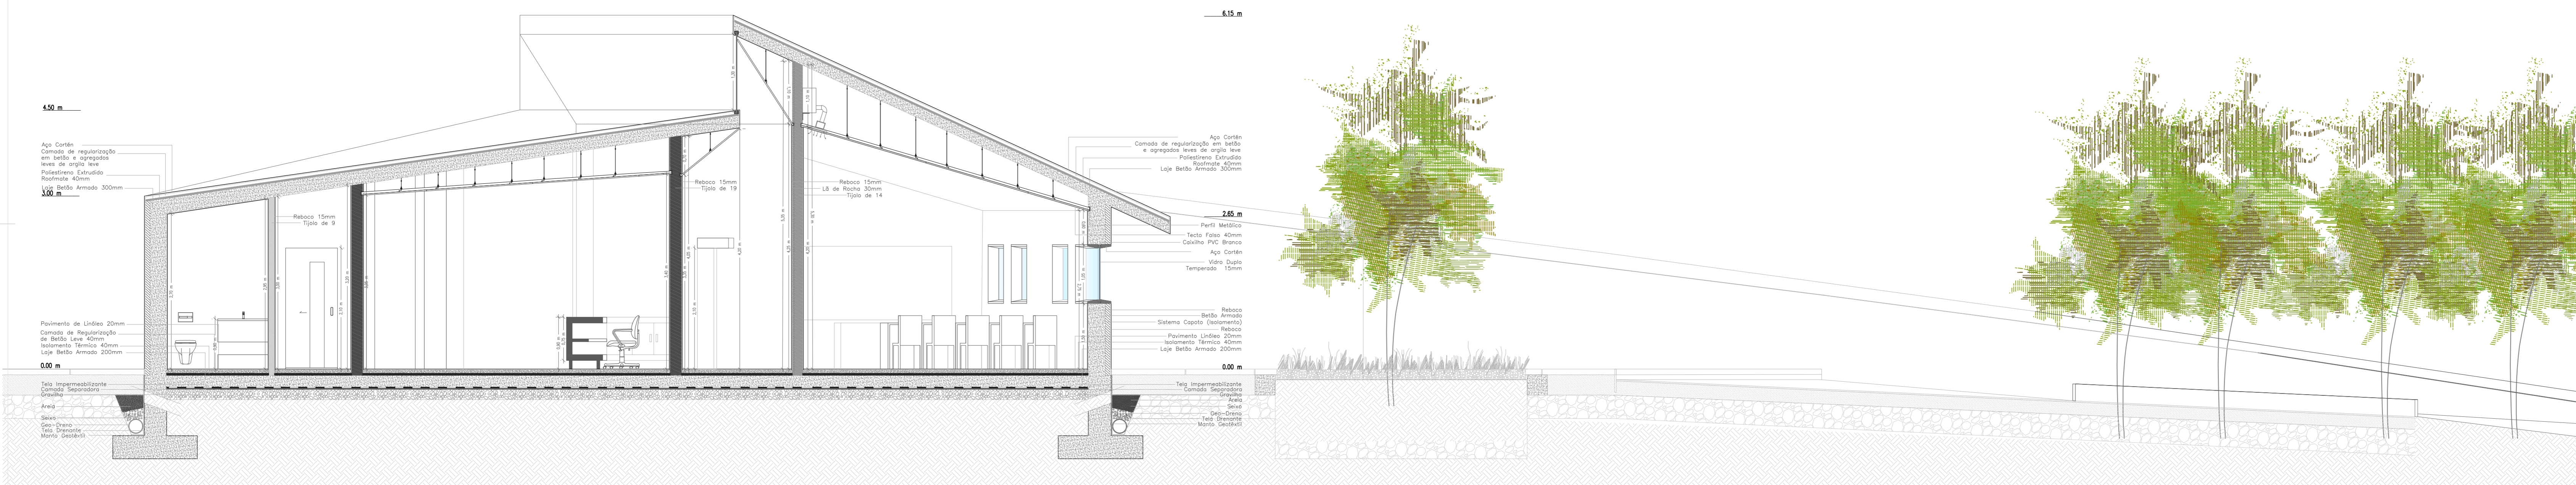 6.15 m
4.50 m
Aço Cortén
Camada de regularização
em betão e agregados
leves de argila leve
Poliestireno Extrudido
Roofmate 40mm
Laje Betão Armado 300mm
3.00 m
Reboco 15mm
Tijolo de 9
Reboco 15mm
Tijolo de 19
Reboco 15mm
Lã de Rocha 30mm
Tijolo de 14
Aço Cortén
Camada de regularização em betão
e agregados leves de argila leve
Poliestireno Extrudido
Roofmate 40mm
Laje Betão Armado 300mm
2.65 m
Perfil Metálico
Tecto Falso 40mm
Caixilho PVC Branco
Aço Cortén
Vidro Duplo
Temperado 15mm
Pavimento de Linóleo 20mm
Camada de Regularização
de Betão Leve 40mm
Isolamento Térmico 40mm
Laje Betão Armado 200mm
0.00 m
Tela Impermeabilizante
Camada Separadora
Gravilha
Areia
Seixo
Geo-Dreno
Tela Drenante
Manto Geotêxtil
Reboco
Betão Armado
Sistema Capoto (Isolamento)
Reboco
Pavimento Linóleo 20mm
Isolamento Térmico 40mm
Laje Betão Armado 200mm
0.00 m
Tela Impermeabilizante
Camada Separadora
Gravilha
Areia
Seixo
Geo-Dreno
Tela Drenante
Manto Geotêxtil